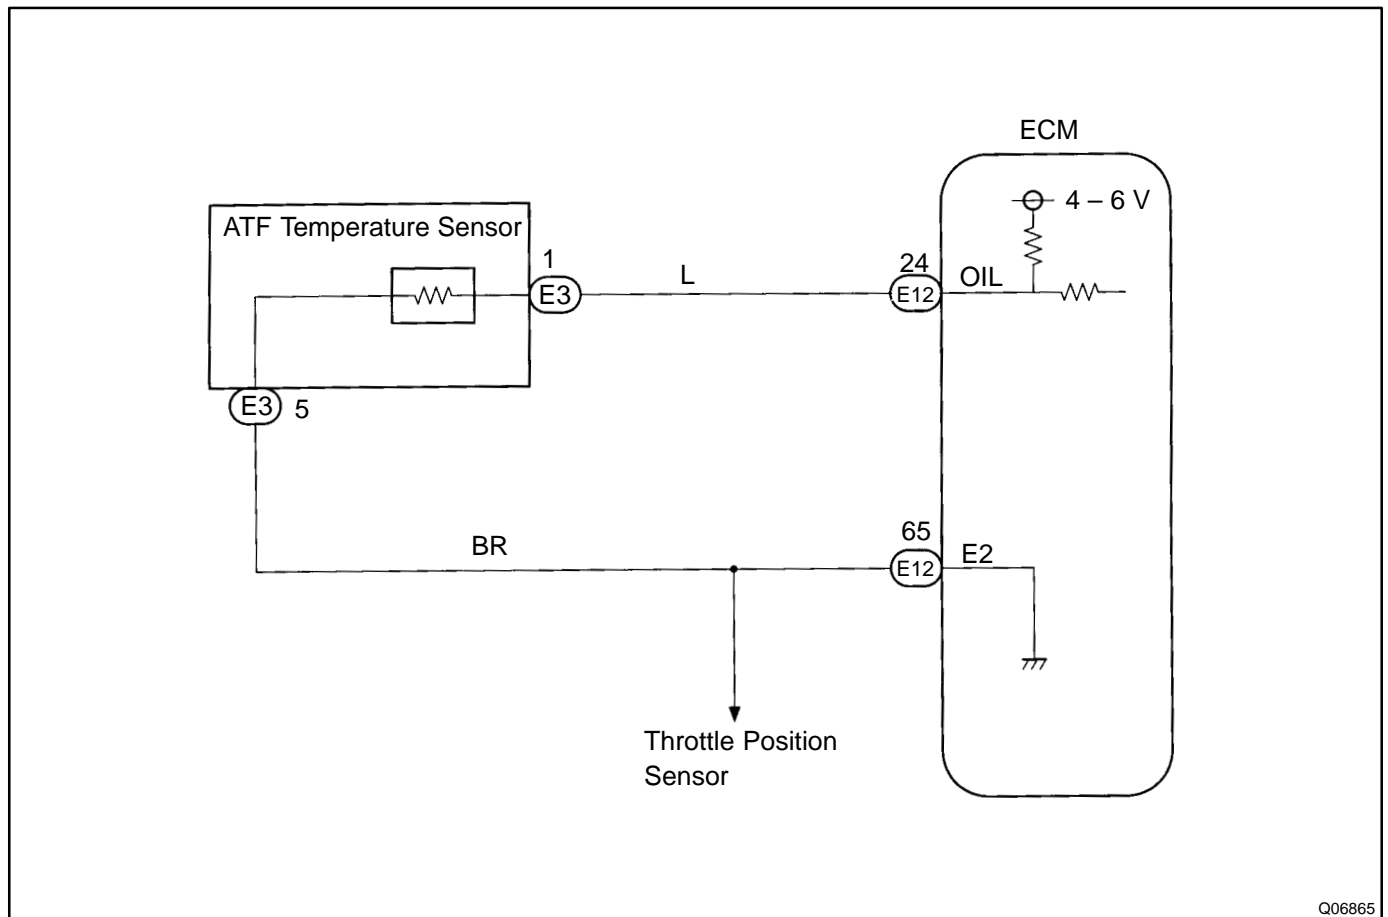 ECM
4 – 6 V
ATF Temperature Sensor
1
E3
L
24
E12
OIL
E3
5
BR
65
E12
E2
Throttle Position
Sensor
Q06865